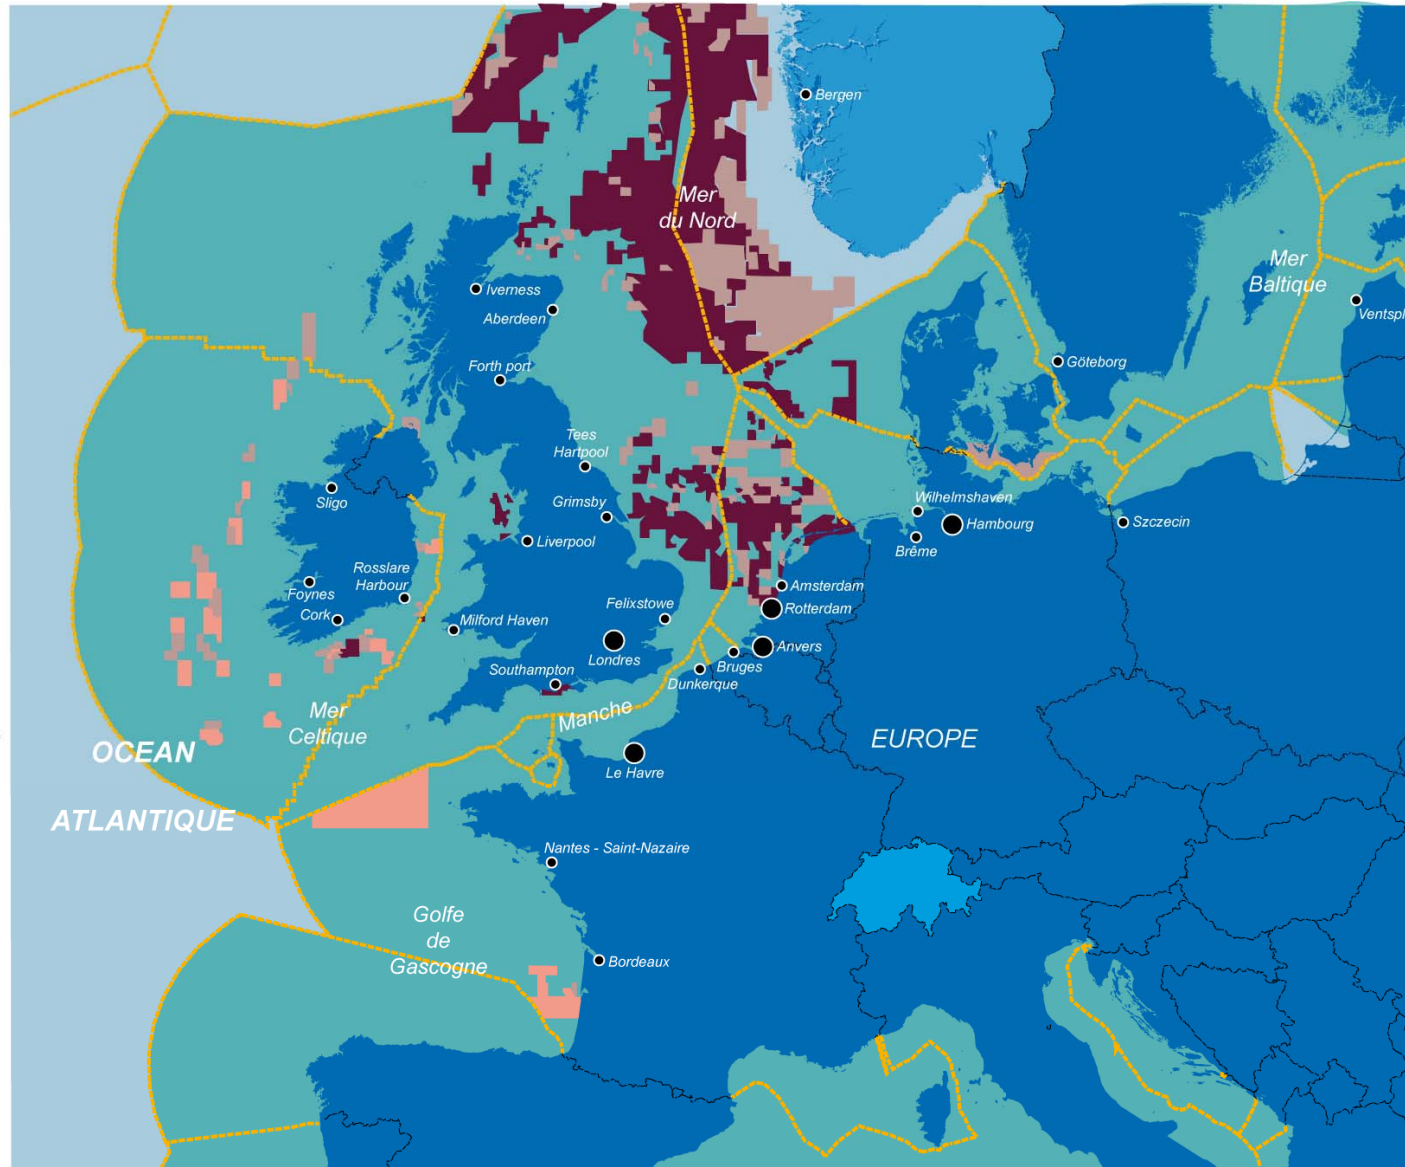 Bergen
Mer
du Nord
Mer
Baltique
Iverness
Aberdeen
Ventspl
Göteborg
Forth port
Tees
Hartpool
Sligo
Grimsby
Wilhelmshaven
Hambourg
Szczecin
Liverpool
Brême
Rosslare
Harbour
Foynes
Amsterdam
Cork
Milford Haven
Felixstowe
Rotterdam
Londres
Anvers
Bruges
Southampton
Dunkerque
Mer
Celtique
Manche
EUROPE
OCEAN
Le Havre
ATLANTIQUE
Nantes - Saint-Nazaire
Golfe
de
Gascogne
Bordeaux